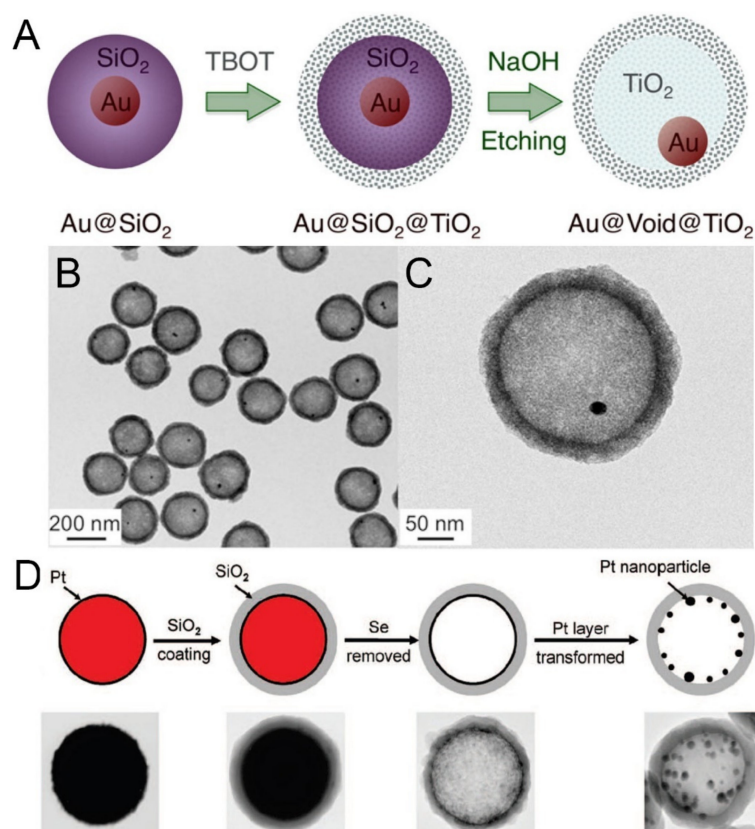 A
SiO₂
Au
TBOT
SiO₂
Au
NaOH
Etching
TiO₂
Au
Au@SiO₂
Au@SiO₂@TiO₂
Au@Void@TiO₂
B
200 nm
C
50 nm
D
Pt
SiO₂
coating
SiO₂
Se
removed
Pt layer
transformed
Pt nanoparticle